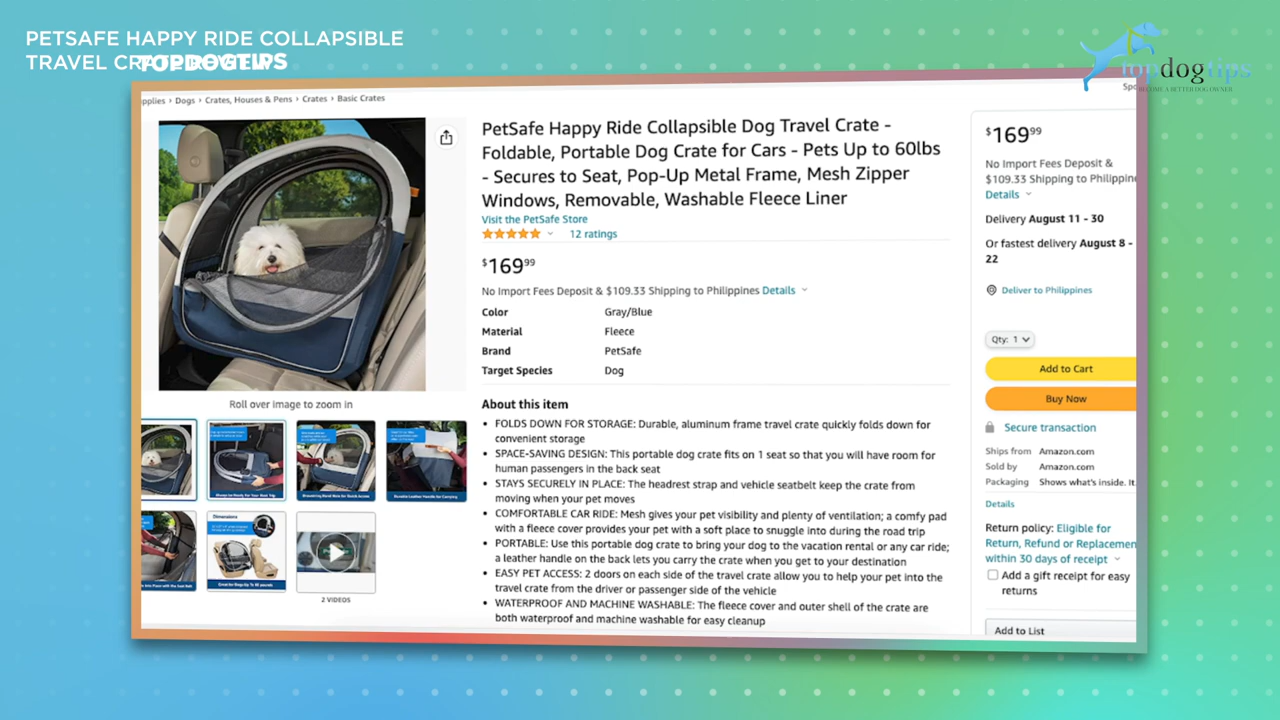 PETSAFE HAPPY RIDE COLLAPSIBLE
TRAVEL
TOPDOGTIPS
topdogtips
BECOME A BETTER DOG OWNER
Dogs › Crates, Houses & Pens › Crates › Basic Crates
PetSafe Happy Ride Collapsible Dog Travel Crate -
Foldable, Portable Dog Crate for Cars - Pets Up to 60lbs
- Secures to Seat, Pop-Up Metal Frame, Mesh Zipper
Windows, Removable, Washable Fleece Liner
Visit the PetSafe Store
12 ratings
$169⁹⁹
No Import Fees Deposit & $109.33 Shipping to Philippines Details
Color Gray/Blue
Material Fleece
Brand PetSafe
Target Species Dog
About this item
• FOLDS DOWN FOR STORAGE: Durable, aluminum frame travel crate quickly folds down for
convenient storage
• SPACE-SAVING DESIGN: This portable dog crate fits on 1 seat so that you will have room for
human passengers in the back seat
• STAYS SECURELY IN PLACE: The headrest strap and vehicle seatbelt keep the crate from
moving when your pet moves
• COMFORTABLE CAR RIDE: Mesh gives your pet visibility and plenty of ventilation; a comfy pad
with a fleece cover provides your pet with a soft place to snuggle into during the road trip
• PORTABLE: Use this portable dog crate to bring your dog to the vacation rental or any car ride;
a leather handle on the back lets you carry the crate when you get to your destination
• EASY PET ACCESS: 2 doors on each side of the travel crate allow you to help your pet into the
travel crate from the driver or passenger side of the vehicle
• WATERPROOF AND MACHINE WASHABLE: The fleece cover and outer shell of the crate are
both waterproof and machine washable for easy cleanup
Roll over image to zoom in
Dimensions
2 VIDEOS
$169⁹⁹
No Import Fees Deposit &
$109.33 Shipping to Philippine
Details
Delivery August 11 - 30
Or fastest delivery August 8 -
22
Deliver to Philippines
Qty: 1
Add to Cart
Buy Now
Secure transaction
Ships from Amazon.com
Sold by Amazon.com
Packaging Shows what's inside. It
Details
Return policy: Eligible for
Return, Refund or Replacemen
within 30 days of receipt
Add a gift receipt for easy
returns
Add to List